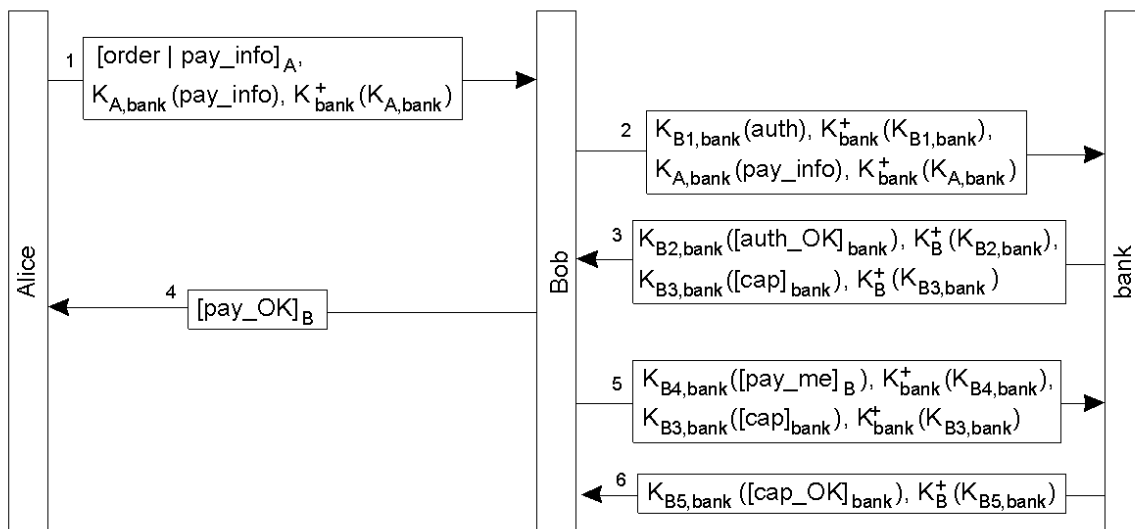 Alice
Bob
bank
1
[order | pay_info]A,
KA,bank(pay_info), K+bank(KA,bank)
2
KB1,bank(auth), K+bank(KB1,bank),
KA,bank(pay_info), K+bank(KA,bank)
3
KB2,bank([auth_OK]bank), K+B(KB2,bank),
KB3,bank([cap]bank), K+B(KB3,bank)
4
[pay_OK]B
5
KB4,bank([pay_me]B), K+bank(KB4,bank),
KB3,bank([cap]bank), K+bank(KB3,bank)
6
KB5,bank([cap_OK]bank), K+B(KB5,bank)